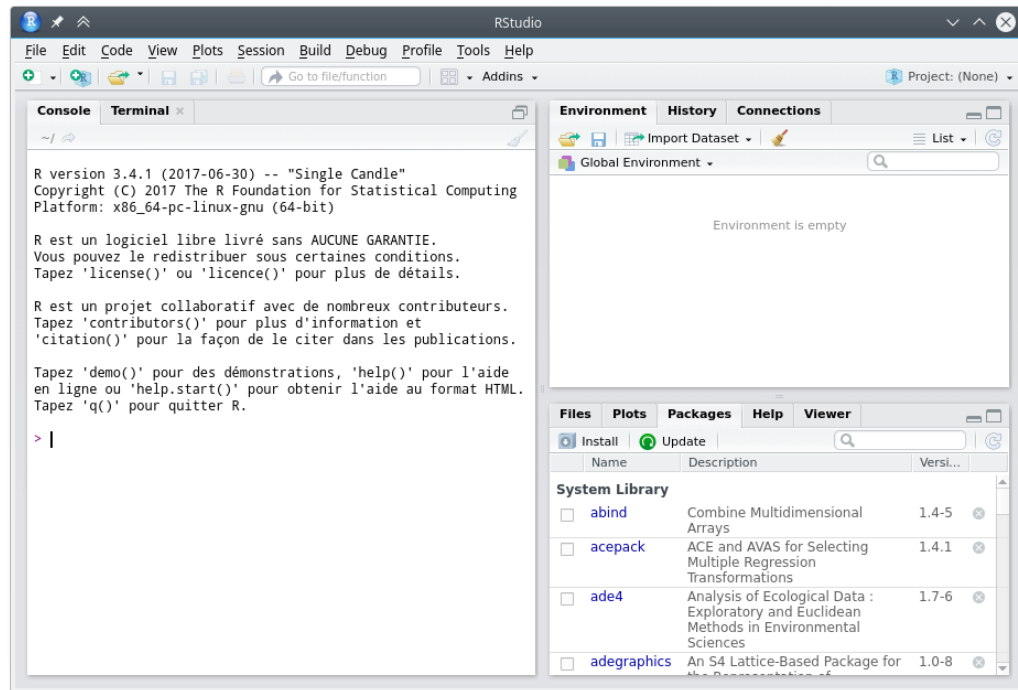 RStudio
File Edit Code View Plots Session Build Debug Profile Tools Help
Go to file/function Addins Project: (None)
Console Terminal
~/
R version 3.4.1 (2017-06-30) -- "Single Candle"
Copyright (C) 2017 The R Foundation for Statistical Computing
Platform: x86_64-pc-linux-gnu (64-bit)
R est un logiciel libre livré sans AUCUNE GARANTIE.
Vous pouvez le redistribuer sous certaines conditions.
Tapez 'license()' ou 'licence()' pour plus de détails.
R est un projet collaboratif avec de nombreux contributeurs.
Tapez 'contributors()' pour plus d'information et
'citation()' pour la façon de le citer dans les publications.
Tapez 'demo()' pour des démonstrations, 'help()' pour l'aide
en ligne ou 'help.start()' pour obtenir l'aide au format HTML.
Tapez 'q()' pour quitter R.
>
Environment History Connections
Import Dataset List
Global Environment
Environment is empty
Files Plots Packages Help Viewer
Install Update
Name Description Versi...
System Library
abind Combine Multidimensional 1.4-5
Arrays
acepack ACE and AVAS for Selecting 1.4.1
Multiple Regression
Transformations
ade4 Analysis of Ecological Data : 1.7-6
Exploratory and Euclidean
Methods in Environmental
Sciences
adegraphics An S4 Lattice-Based Package for 1.0-8
the Representation of